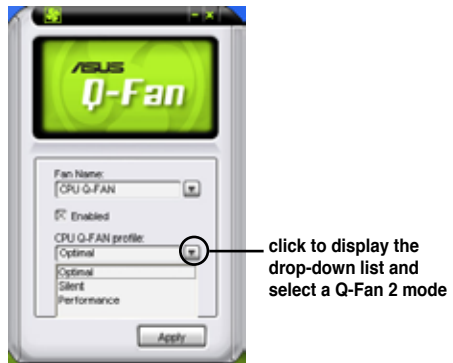 ASUS
Q-Fan
Fan Name:
CPU Q-FAN
Enabled
CPU Q-FAN profile:
Optimal
Optimal
Silent
Performance
Apply
click to display the
drop-down list and
select a Q-Fan 2 mode